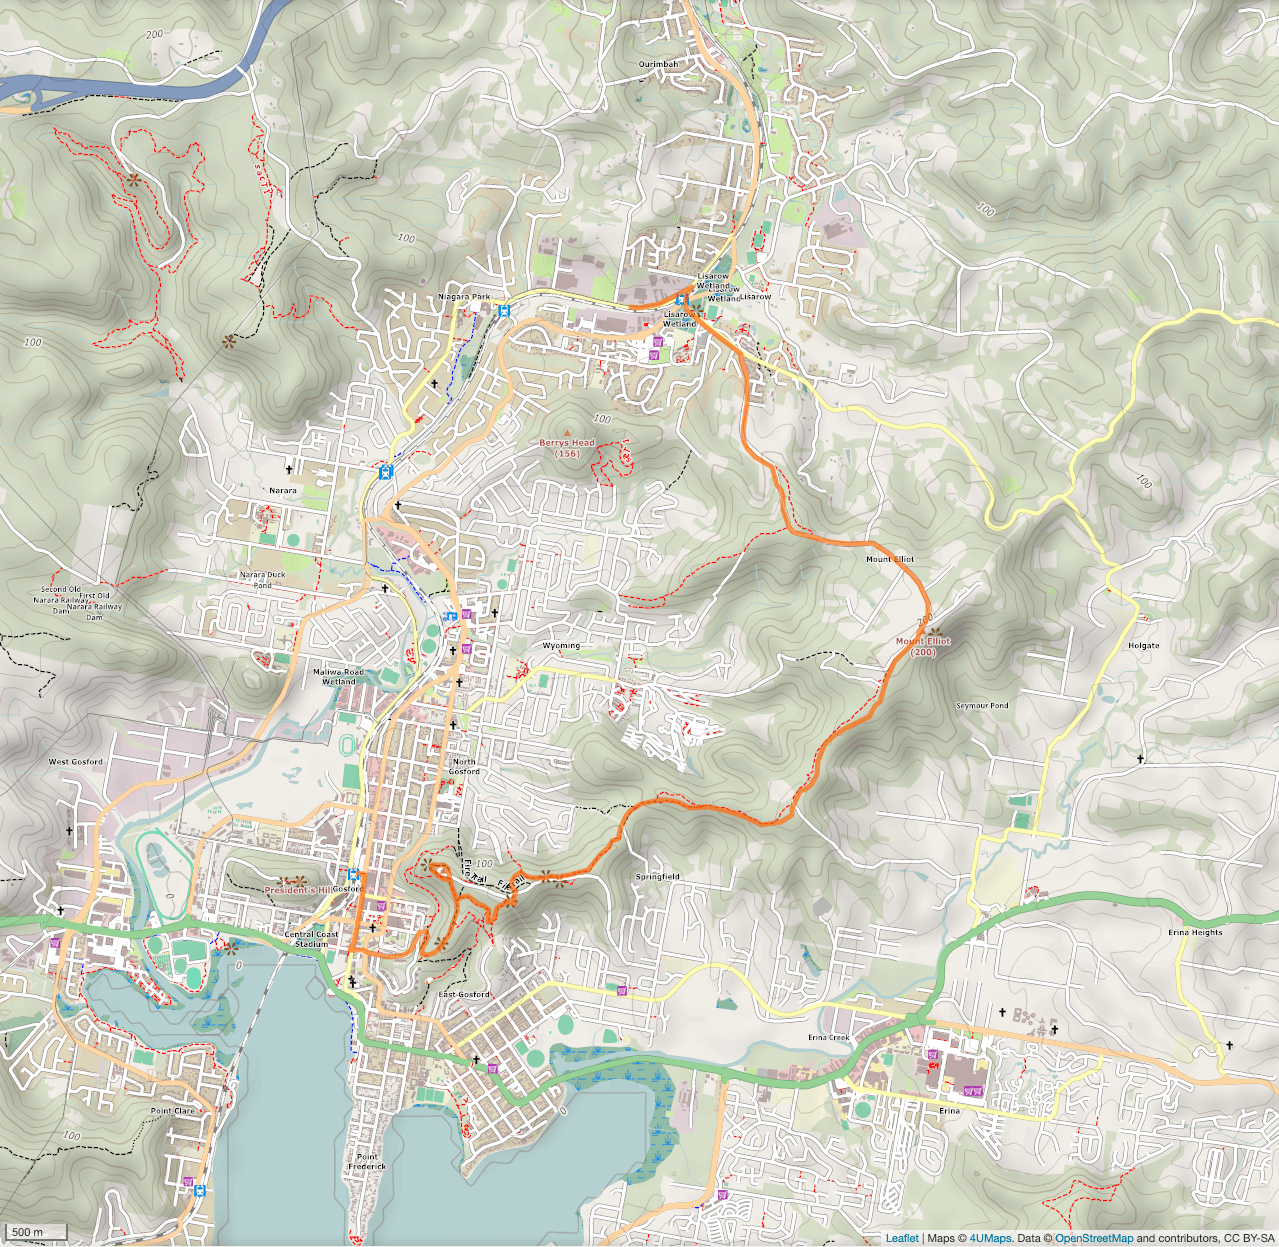 200
Ourimbah
sactt
100
100
Lisarow
Wetland
Lisarow
Wetland
Lisarow
Niagara Park
Lisarow
Wetland
100
100
Berrys Head
(156)
100
Narara
Mount Elliot
Narara Duck
Pond
Second Old
Narara Railway
Dam
First Old
Narara Railway
Dam
200
Mount Elliot
(200)
Wyoming
Holgate
Maliwa Road
Wetland
Seymour Pond
West Gosford
North
Gosford
100
Fire Trail
Fire Trail
Springfield
President's Hill
Gosford
Central Coast
Stadium
Erina Heights
0
East Gosford
Erina Creek
Point Clare
Erina
0
100
Point
Frederick
500 m
Leaflet | Maps © 4UMaps. Data © OpenStreetMap and contributors, CC BY-SA